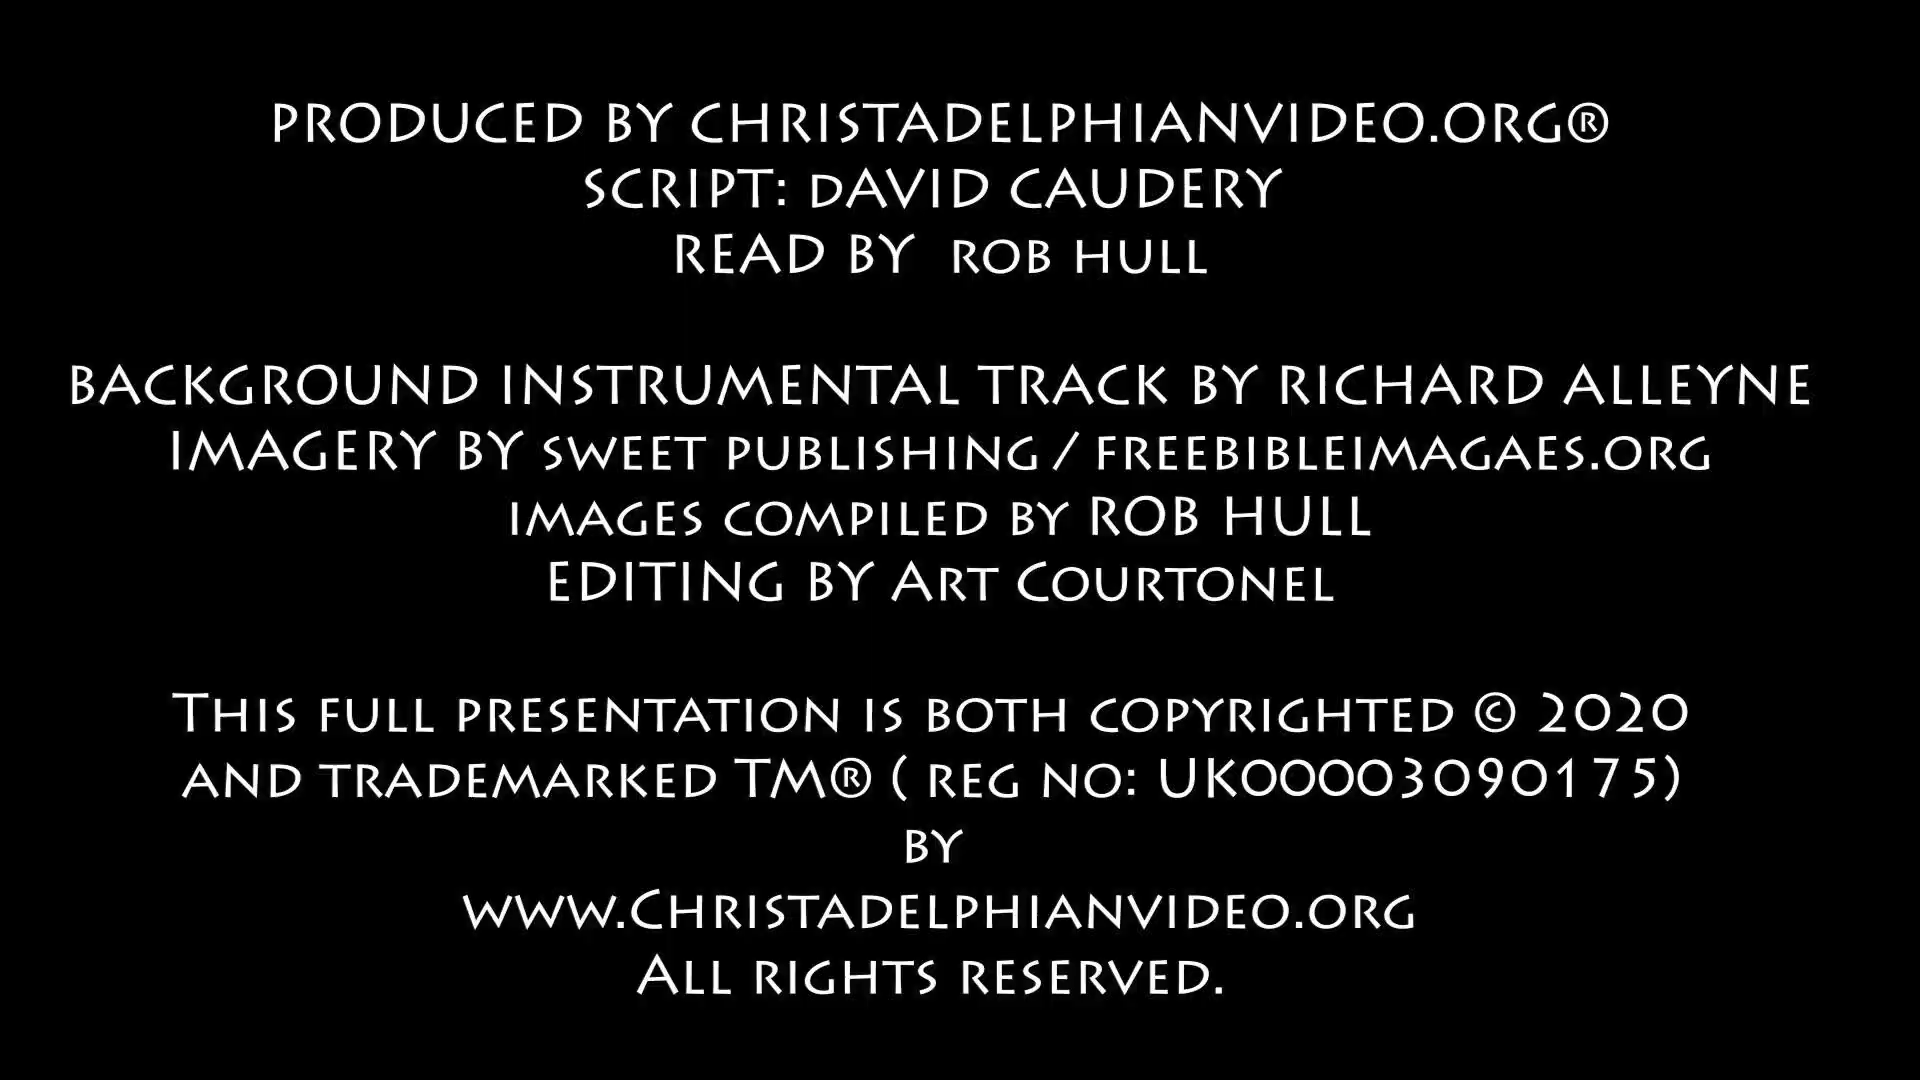 PRODUCED BY CHRISTADELPHIANVIDEO.ORG®
SCRIPT: DAVID CAUDERY
READ BY ROB HULL
BACKGROUND INSTRUMENTAL TRACK BY RICHARD ALLEYNE
IMAGERY BY SWEET PUBLISHING / FREEBIBLEIMAGAES.ORG
IMAGES COMPILED BY ROB HULL
EDITING BY ART COURTONEL
THIS FULL PRESENTATION IS BOTH COPYRIGHTED © 2020
AND TRADEMARKED TM® ( REG NO: UK00003090175)
BY
WWW.CHRISTADELPHIANVIDEO.ORG
ALL RIGHTS RESERVED.